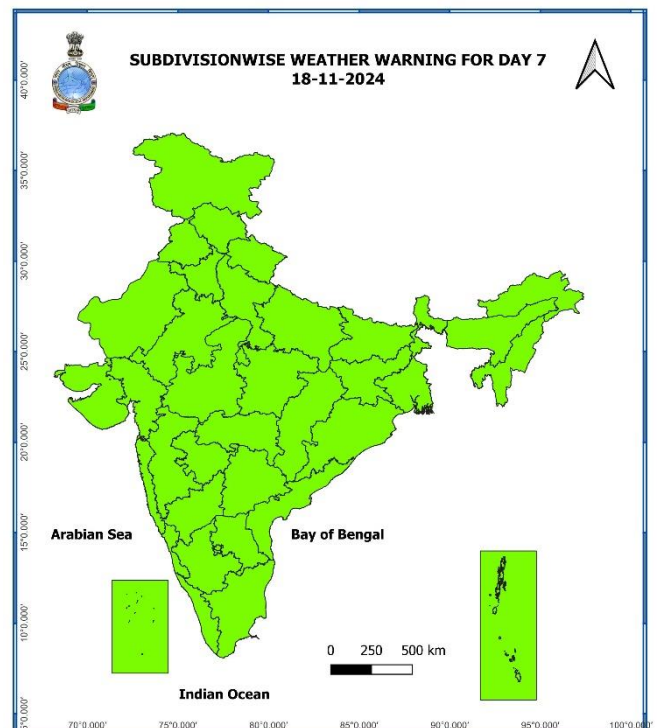 SUBDIVISIONWISE WEATHER WARNING FOR DAY 7
18-11-2024
40°0.000'
35°0.000'
30°0.000'
25°0.000'
20°0.000'
15°0.000'
10°0.000'
5°0.000'
Arabian Sea
Bay of Bengal
0 250 500 km
Indian Ocean
70°0.000' 75°0.000' 80°0.000' 85°0.000' 90°0.000' 95°0.000' 100°0.000'